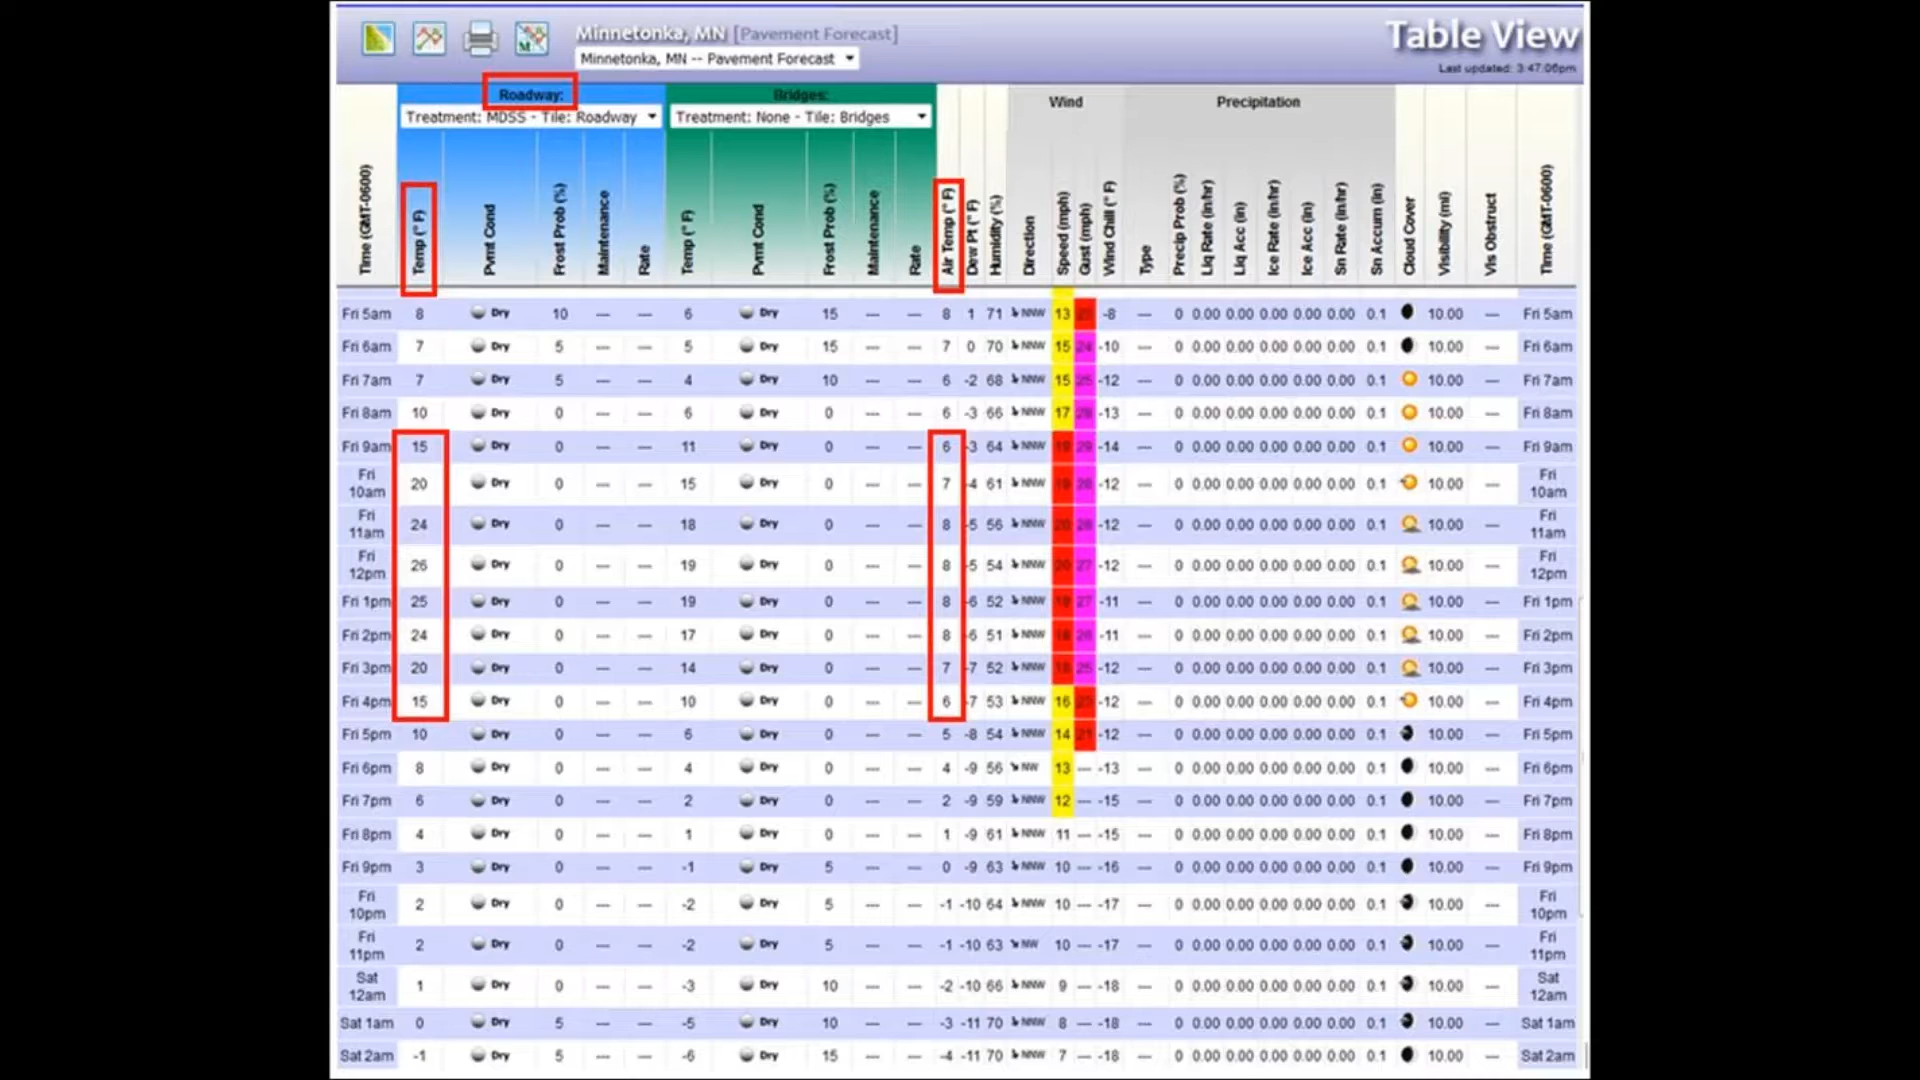 Minnetonka, MN [Pavement Forecast]
Minnetonka, MN -- Pavement Forecast
Table View
Last updated: 3:47:06pm
Roadway:
Bridges:
Wind
Precipitation
Treatment: MDSS - Tile: Roadway
Treatment: None - Tile: Bridges
Time (GMT-0600) Temp (° F) Pvmt Cond Frost Prob (%) Maintenance Rate Temp (° F) Pvmt Cond Frost Prob (%) Maintenance Rate Air Temp (° F) Dew Pt (° F) Humidity (%) Direction Speed (mph) Gust (mph) Wind Chill (° F) Type Precip Prob (%) Liq Rate (in/hr) Liq Acc (in) Ice Rate (in/hr) Ice Acc (in) Sn Rate (in/hr) Sn Accum (in) Cloud Cover Visibility (mi) Vis Obstruct Time (GMT-0600)
Fri 5am 8 Dry 10 --- --- 6 Dry 15 --- --- 8 1 71 NNW 13 -8 --- 0 0.00 0.00 0.00 0.00 0.00 0.1 10.00 --- Fri 5am
Fri 6am 7 Dry 5 --- --- 5 Dry 15 --- --- 7 0 70 NNW 15 24 -10 --- 0 0.00 0.00 0.00 0.00 0.00 0.1 10.00 --- Fri 6am
Fri 7am 7 Dry 5 --- --- 4 Dry 10 --- --- 6 -2 68 NNW 15 25 -12 --- 0 0.00 0.00 0.00 0.00 0.00 0.1 10.00 --- Fri 7am
Fri 8am 10 Dry 0 --- --- 6 Dry 0 --- --- 6 -3 66 NNW 17 -13 --- 0 0.00 0.00 0.00 0.00 0.00 0.1 10.00 --- Fri 8am
Fri 9am 15 Dry 0 --- --- 11 Dry 0 --- --- 6 -3 64 NNW 19 29 -14 --- 0 0.00 0.00 0.00 0.00 0.00 0.1 10.00 --- Fri 9am
Fri 10am 20 Dry 0 --- --- 15 Dry 0 --- --- 7 -4 61 NNW 19 28 -12 --- 0 0.00 0.00 0.00 0.00 0.00 0.1 10.00 --- Fri 10am
Fri 11am 24 Dry 0 --- --- 18 Dry 0 --- --- 8 -5 56 NNW 20 28 -12 --- 0 0.00 0.00 0.00 0.00 0.00 0.1 10.00 --- Fri 11am
Fri 12pm 26 Dry 0 --- --- 19 Dry 0 --- --- 8 -5 54 NNW 20 27 -12 --- 0 0.00 0.00 0.00 0.00 0.00 0.1 10.00 --- Fri 12pm
Fri 1pm 25 Dry 0 --- --- 19 Dry 0 --- --- 8 -6 52 NNW 27 -11 --- 0 0.00 0.00 0.00 0.00 0.00 0.1 10.00 --- Fri 1pm
Fri 2pm 24 Dry 0 --- --- 17 Dry 0 --- --- 8 -6 51 NNW 26 -11 --- 0 0.00 0.00 0.00 0.00 0.00 0.1 10.00 --- Fri 2pm
Fri 3pm 20 Dry 0 --- --- 14 Dry 0 --- --- 7 -7 52 NNW 25 -12 --- 0 0.00 0.00 0.00 0.00 0.00 0.1 10.00 --- Fri 3pm
Fri 4pm 15 Dry 0 --- --- 10 Dry 0 --- --- 6 -7 53 NNW 16 -12 --- 0 0.00 0.00 0.00 0.00 0.00 0.1 10.00 --- Fri 4pm
Fri 5pm 10 Dry 0 --- --- 6 Dry 0 --- --- 5 -8 54 NNW 14 21 -12 --- 0 0.00 0.00 0.00 0.00 0.00 0.1 10.00 --- Fri 5pm
Fri 6pm 8 Dry 0 --- --- 4 Dry 0 --- --- 4 -9 56 NW 13 --- -13 --- 0 0.00 0.00 0.00 0.00 0.00 0.1 10.00 --- Fri 6pm
Fri 7pm 6 Dry 0 --- --- 2 Dry 0 --- --- 2 -9 59 NNW 12 --- -15 --- 0 0.00 0.00 0.00 0.00 0.00 0.1 10.00 --- Fri 7pm
Fri 8pm 4 Dry 0 --- --- 1 Dry 0 --- --- 1 -9 61 NNW 11 --- -15 --- 0 0.00 0.00 0.00 0.00 0.00 0.1 10.00 --- Fri 8pm
Fri 9pm 3 Dry 0 --- --- -1 Dry 5 --- --- 0 -9 63 NNW 10 --- -16 --- 0 0.00 0.00 0.00 0.00 0.00 0.1 10.00 --- Fri 9pm
Fri 10pm 2 Dry 0 --- --- -2 Dry 5 --- --- -1 -10 64 NNW 10 --- -17 --- 0 0.00 0.00 0.00 0.00 0.00 0.1 10.00 --- Fri 10pm
Fri 11pm 2 Dry 0 --- --- -2 Dry 5 --- --- -1 -10 63 NW 10 --- -17 --- 0 0.00 0.00 0.00 0.00 0.00 0.1 10.00 --- Fri 11pm
Sat 12am 1 Dry 0 --- --- -3 Dry 10 --- --- -2 -10 66 NNW 9 --- -18 --- 0 0.00 0.00 0.00 0.00 0.00 0.1 10.00 --- Sat 12am
Sat 1am 0 Dry 5 --- --- -5 Dry 10 --- --- -3 -11 70 NNW 8 --- -18 --- 0 0.00 0.00 0.00 0.00 0.00 0.1 10.00 --- Sat 1am
Sat 2am -1 Dry 5 --- --- -6 Dry 15 --- --- -4 -11 70 NNW 7 --- -18 --- 0 0.00 0.00 0.00 0.00 0.00 0.1 10.00 --- Sat 2am